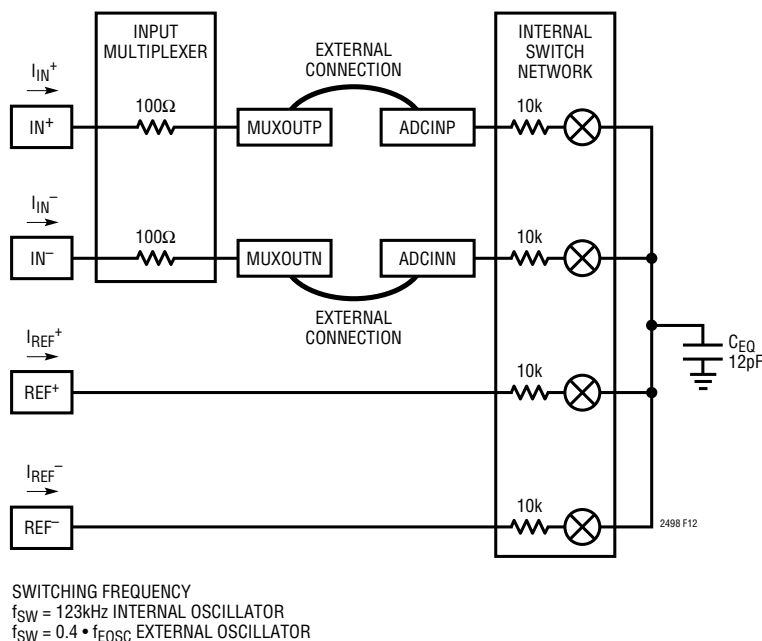 INPUT
MULTIPLEXER
INTERNAL
SWITCH
NETWORK
EXTERNAL
CONNECTION
IIN+
IN+
100Ω
MUXOUTP
ADCINP
10k
IIN–
IN–
100Ω
MUXOUTN
ADCINN
10k
EXTERNAL
CONNECTION
CEQ
12pF
IREF+
REF+
10k
IREF–
REF–
10k
2498 F12
SWITCHING FREQUENCY
fSW = 123kHz INTERNAL OSCILLATOR
fSW = 0.4 • fEOSC EXTERNAL OSCILLATOR